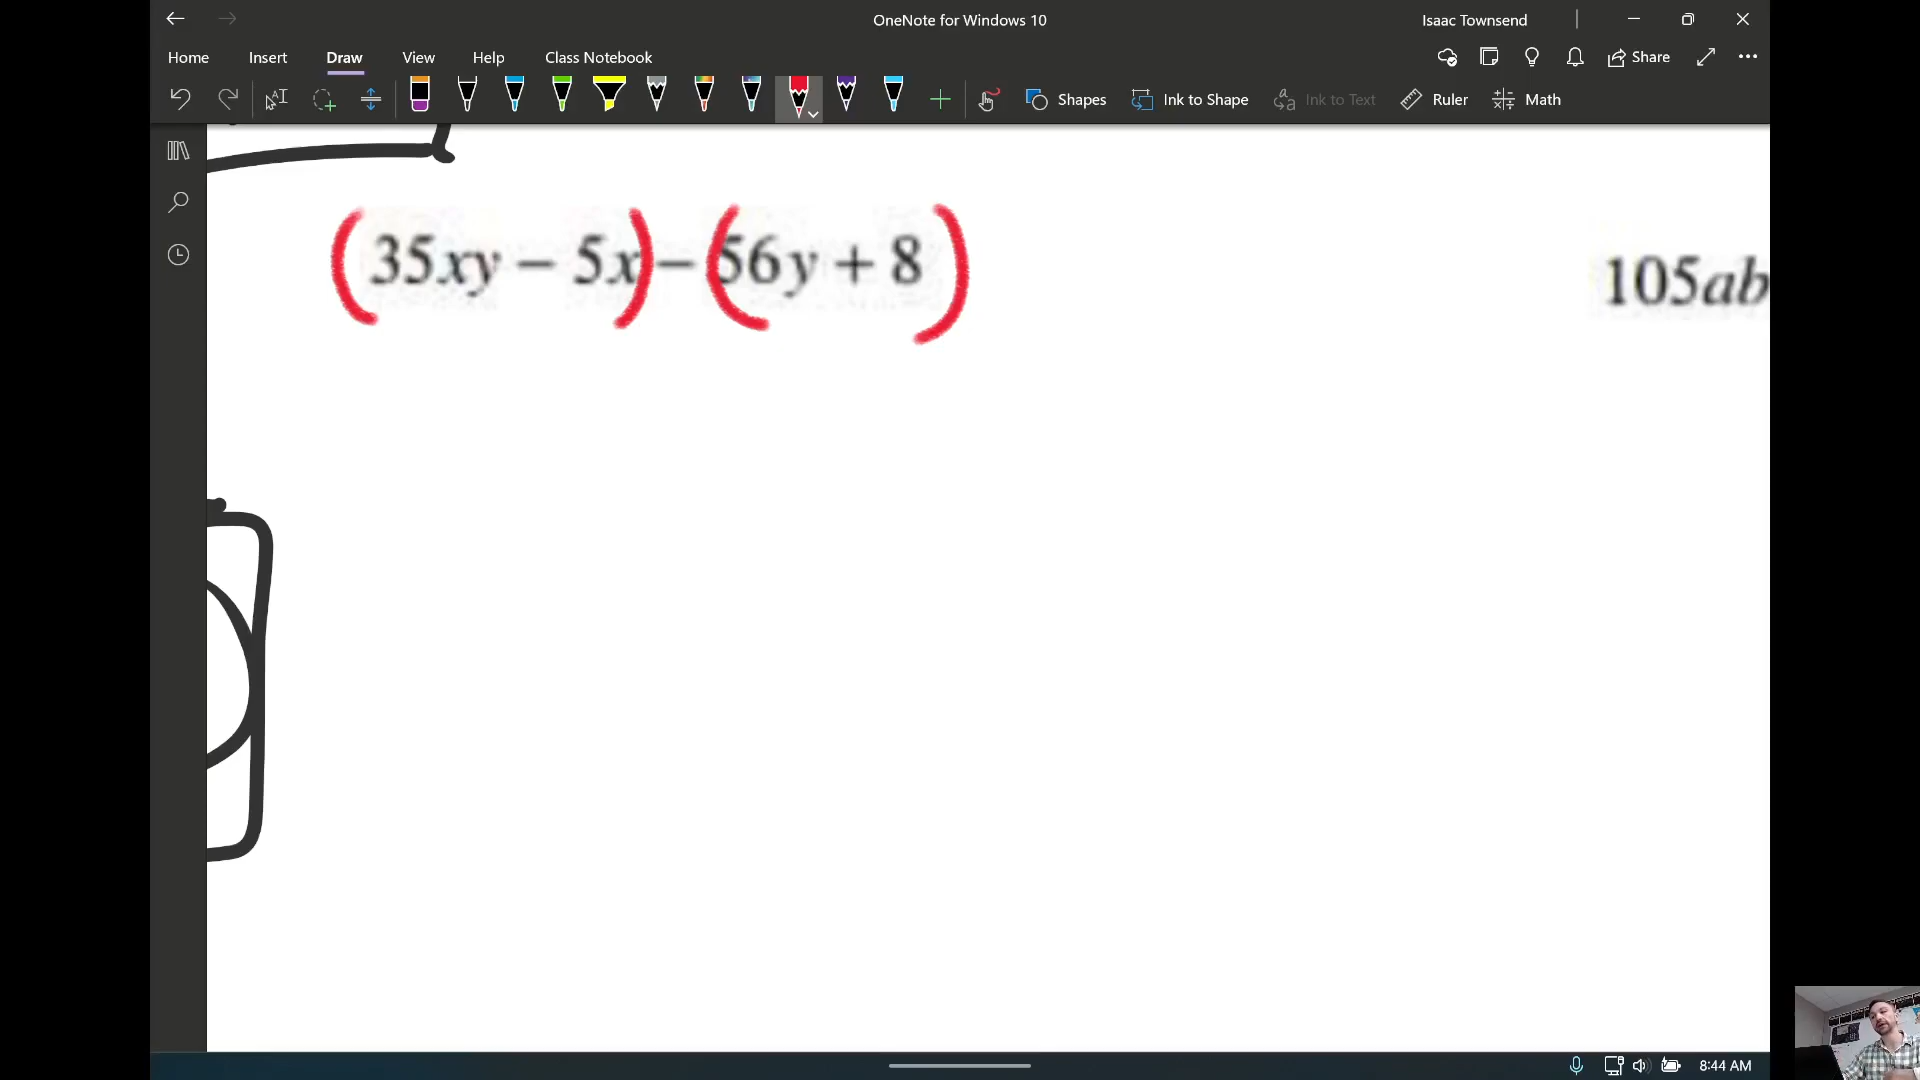 OneNote for Windows 10
Isaac Townsend
Home Insert Draw View Help Class Notebook
Share
Shapes Ink to Shape Ink to Text Ruler Math
(35xy − 5x) − (56y + 8)
105ab
8:44 AM